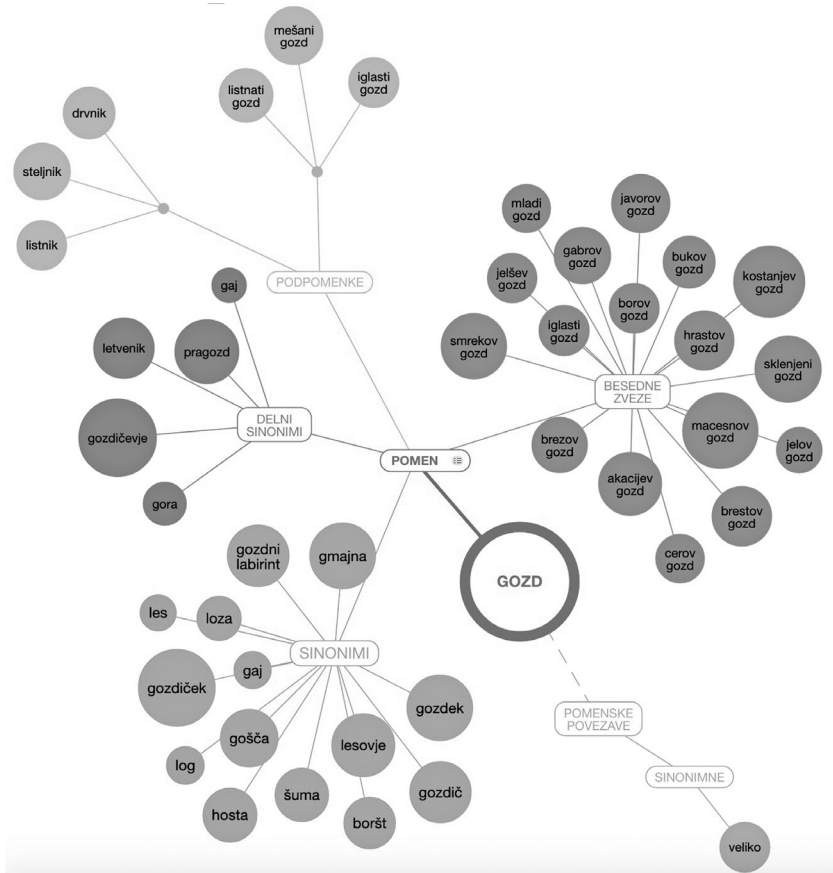 mešani
gozd
iglasti
gozd
listnati
gozd
drvnik
steljnik
listnik
PODPOMENKE
gaj
letvenik
pragozd
gozdičevje
gora
DELNI
SINONIMI
POMEN
mladi
gozd
javorov
gozd
gabrov
gozd
bukov
gozd
jelšev
gozd
kostanjev
gozd
borov
gozd
iglasti
gozd
hrastov
gozd
smrekov
gozd
sklenjeni
gozd
BESEDNE
ZVEZE
macesnov
gozd
brezov
gozd
jelov
gozd
akacijev
gozd
brestov
gozd
cerov
gozd
GOZD
gozdni
labirint
gmajna
les
loza
SINONIMI
gozdiček
gaj
gozdek
gošča
lesovje
log
šuma
gozdič
hosta
boršt
POMENSKE
POVEZAVE
SINONIMNE
veliko